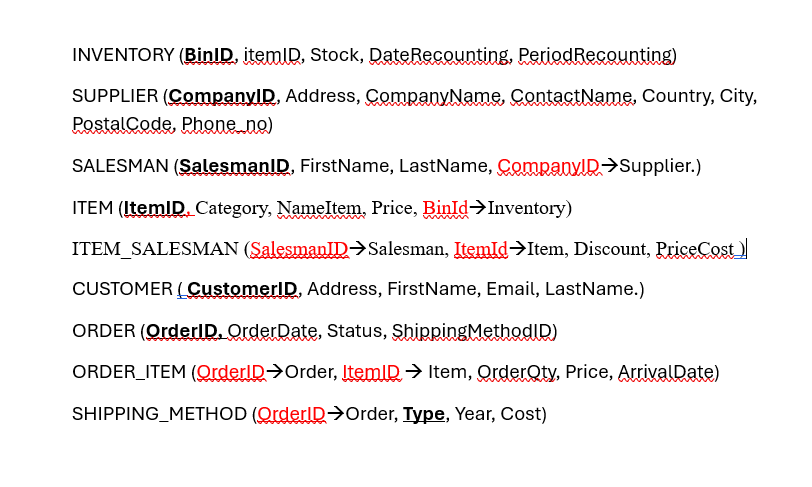 INVENTORY (BinID, itemID, Stock, DateRecounting, PeriodRecounting)
SUPPLIER (CompanyID, Address, CompanyName, ContactName, Country, City,
PostalCode, Phone_no)
SALESMAN (SalesmanID, FirstName, LastName, CompanyID→Supplier.)
ITEM (ItemID, Category, NameItem, Price, BinId→Inventory)
ITEM_SALESMAN (SalesmanID→Salesman, ItemId→Item, Discount, PriceCost )
CUSTOMER ( CustomerID, Address, FirstName, Email, LastName.)
ORDER (OrderID, OrderDate, Status, ShippingMethodID)
ORDER_ITEM (OrderID→Order, ItemID → Item, OrderQty, Price, ArrivalDate)
SHIPPING_METHOD (OrderID→Order, Type, Year, Cost)